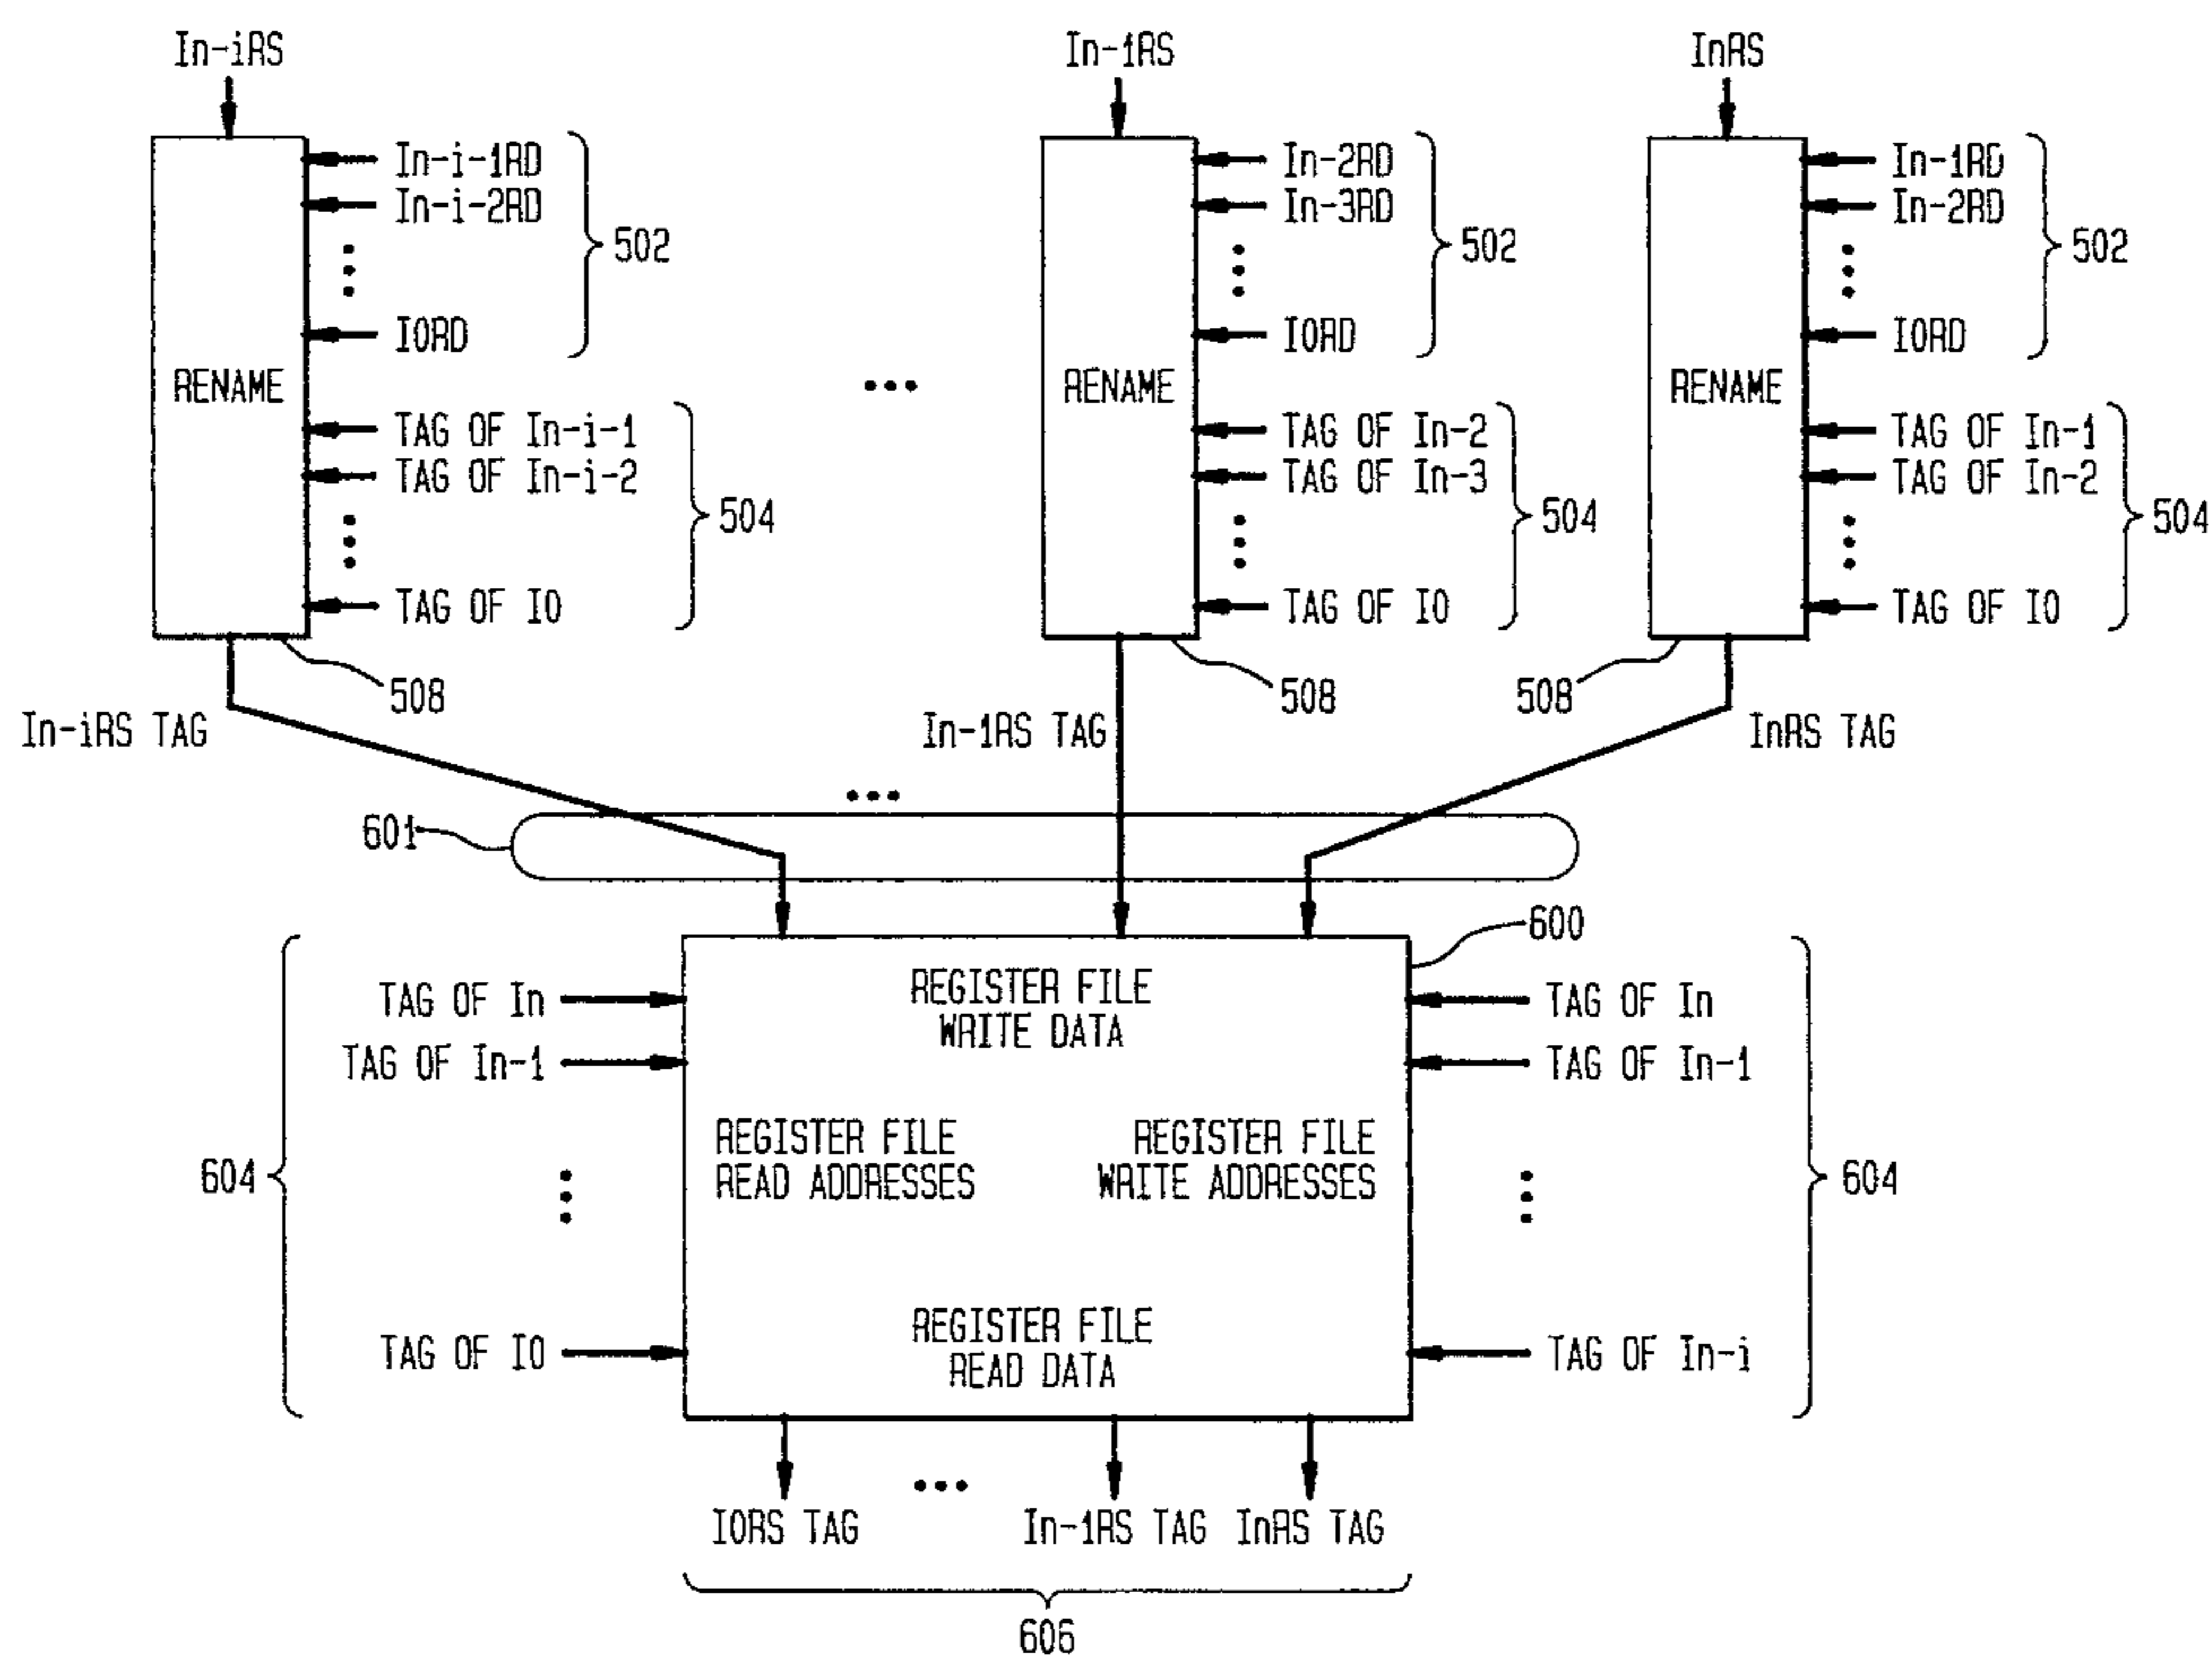 In-iRS
In-1RS
InRS
In-i-1RD
In-i-2RD
I0RD
502
RENAME
TAG OF In-i-1
TAG OF In-i-2
TAG OF I0
504
508
In-2RD
In-3RD
I0RD
502
RENAME
TAG OF In-2
TAG OF In-3
TAG OF I0
504
508
In-1RD
In-2RD
I0RD
502
RENAME
TAG OF In-1
TAG OF In-2
TAG OF I0
504
508
In-iRS TAG
In-1RS TAG
InRS TAG
601
600
604
TAG OF In
TAG OF In-1
TAG OF I0
REGISTER FILE
WRITE DATA
REGISTER FILE
READ ADDRESSES
REGISTER FILE
WRITE ADDRESSES
REGISTER FILE
READ DATA
TAG OF In
TAG OF In-1
TAG OF In-i
604
I0RS TAG
In-1RS TAG
InRS TAG
606